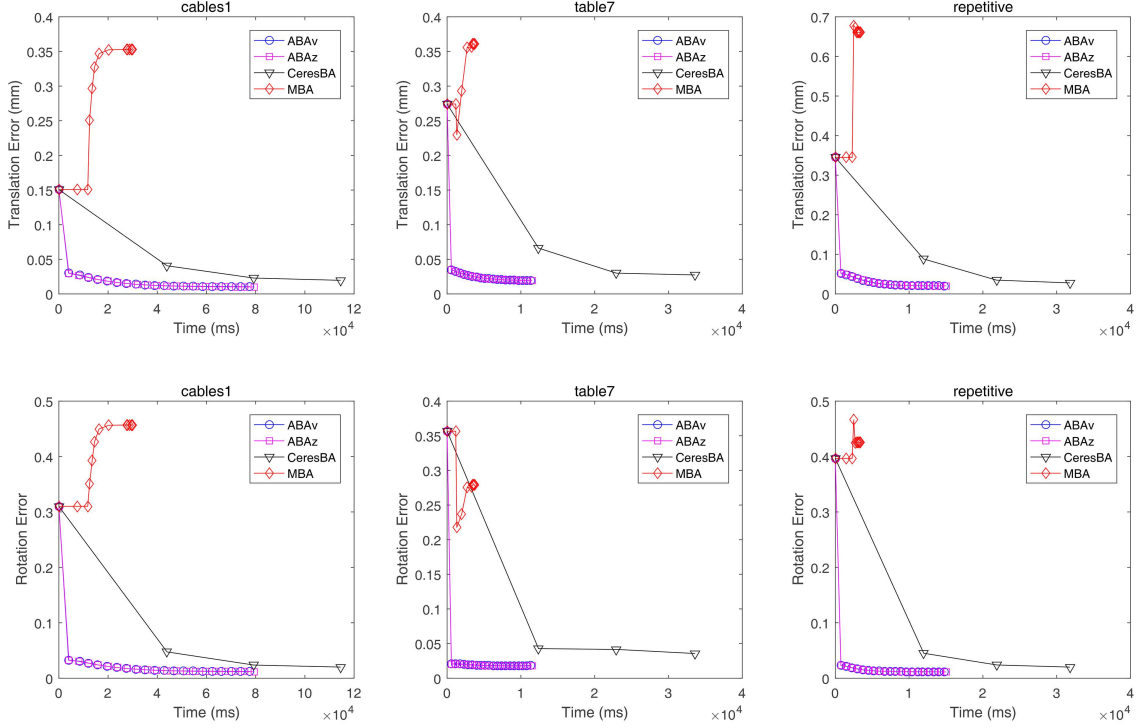 cables1
0.4
0.35
0.3
0.25
0.2
0.15
0.1
0.05
0
Translation Error (mm)
ABAv
ABAz
CeresBA
MBA
0 2 4 6 8 10 12
Time (ms)
×10^4
table7
0.4
0.35
0.3
0.25
0.2
0.15
0.1
0.05
0
Translation Error (mm)
ABAv
ABAz
CeresBA
MBA
0 1 2 3 4
Time (ms)
×10^4
repetitive
0.7
0.6
0.5
0.4
0.3
0.2
0.1
0
Translation Error (mm)
ABAv
ABAz
CeresBA
MBA
0 1 2 3 4
Time (ms)
×10^4
cables1
0.5
0.4
0.3
0.2
0.1
0
Rotation Error
ABAv
ABAz
CeresBA
MBA
0 2 4 6 8 10 12
Time (ms)
×10^4
table7
0.4
0.35
0.3
0.25
0.2
0.15
0.1
0.05
0
Rotation Error
ABAv
ABAz
CeresBA
MBA
0 1 2 3 4
Time (ms)
×10^4
repetitive
0.5
0.4
0.3
0.2
0.1
0
Rotation Error
ABAv
ABAz
CeresBA
MBA
0 1 2 3 4
Time (ms)
×10^4